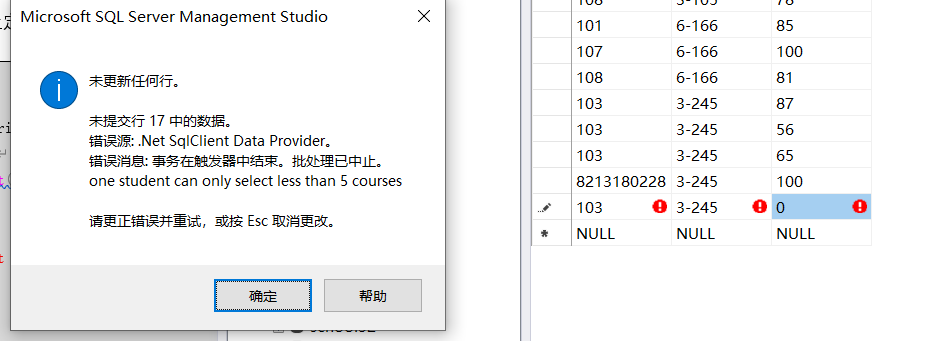 Microsoft SQL Server Management Studio
未更新任何行。
未提交行 17 中的数据。
错误源: .Net SqlClient Data Provider。
错误消息: 事务在触发器中结束。批处理已中止。
one student can only select less than 5 courses
请更正错误并重试，或按 Esc 取消更改。
确定 帮助
108 3-105 78
101 6-166 85
107 6-166 100
108 6-166 81
103 3-245 87
103 3-245 56
103 3-245 65
8213180228 3-245 100
103 3-245 0
NULL NULL NULL